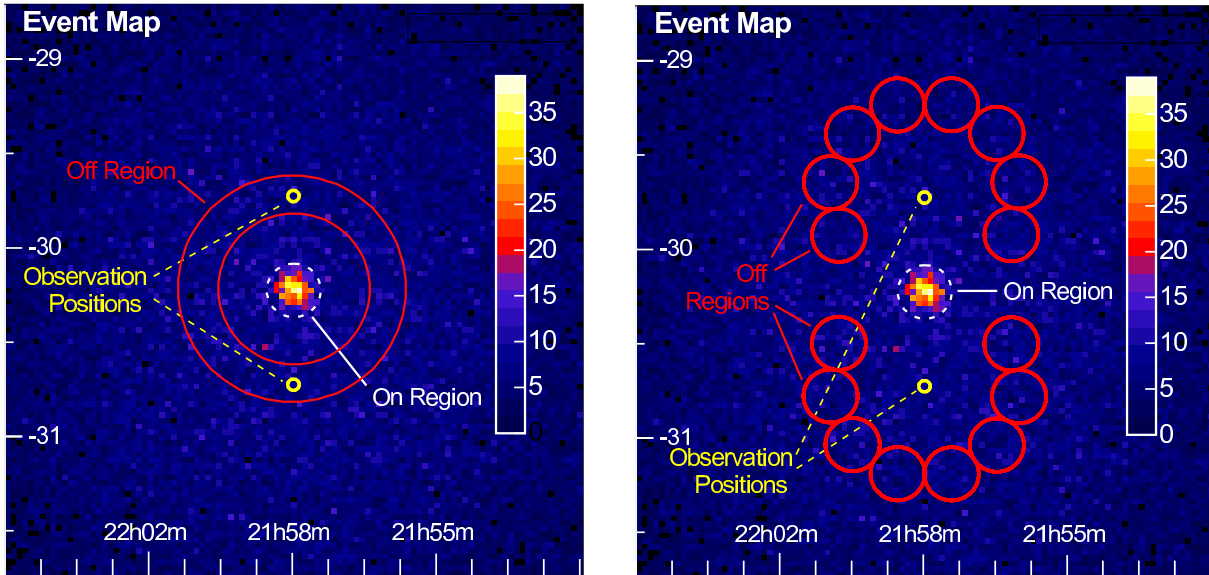 Event Map
-29
-30
-31
Off Region
Observation
Positions
On Region
35
30
25
20
15
10
5
0
22h02m
21h58m
21h55m
Event Map
-29
-30
-31
Off
Regions
On Region
Observation
Positions
35
30
25
20
15
10
5
0
22h02m
21h58m
21h55m